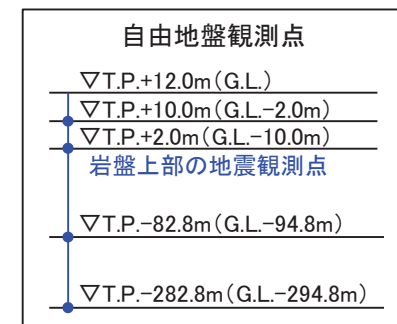 自由地盤観測点
▽T.P.+12.0m(G.L.)
▽T.P.+10.0m(G.L.-2.0m)
▽T.P.+2.0m(G.L.-10.0m)
岩盤上部の地震観測点
▽T.P.-82.8m(G.L.-94.8m)
▽T.P.-282.8m(G.L.-294.8m)